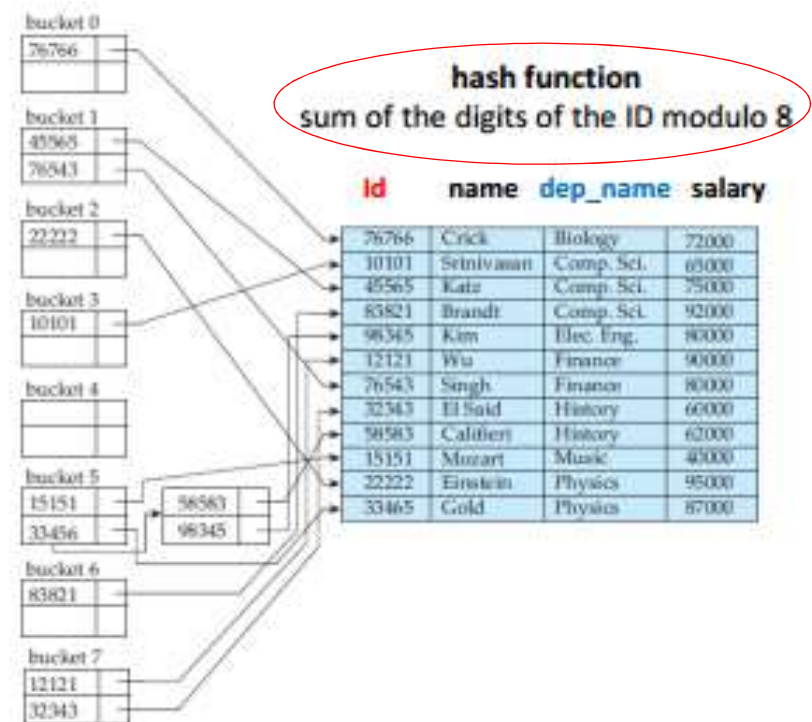 bucket 0
76766
bucket 1
45565
76543
bucket 2
22222
bucket 3
10101
bucket 4
bucket 5
15151
33456
58583
98345
bucket 6
83821
bucket 7
12121
32343
hash function
sum of the digits of the ID modulo 8
id name dep_name salary
76766 Crick Biology 72000
10101 Srinivasan Comp. Sci. 65000
45565 Katz Comp. Sci. 75000
83821 Brandt Comp. Sci. 92000
98345 Kim Elec. Eng. 80000
12121 Wu Finance 90000
76543 Singh Finance 80000
32343 El Said History 60000
58583 Califieri History 62000
15151 Mozart Music 40000
22222 Einstein Physics 95000
33465 Gold Physics 87000